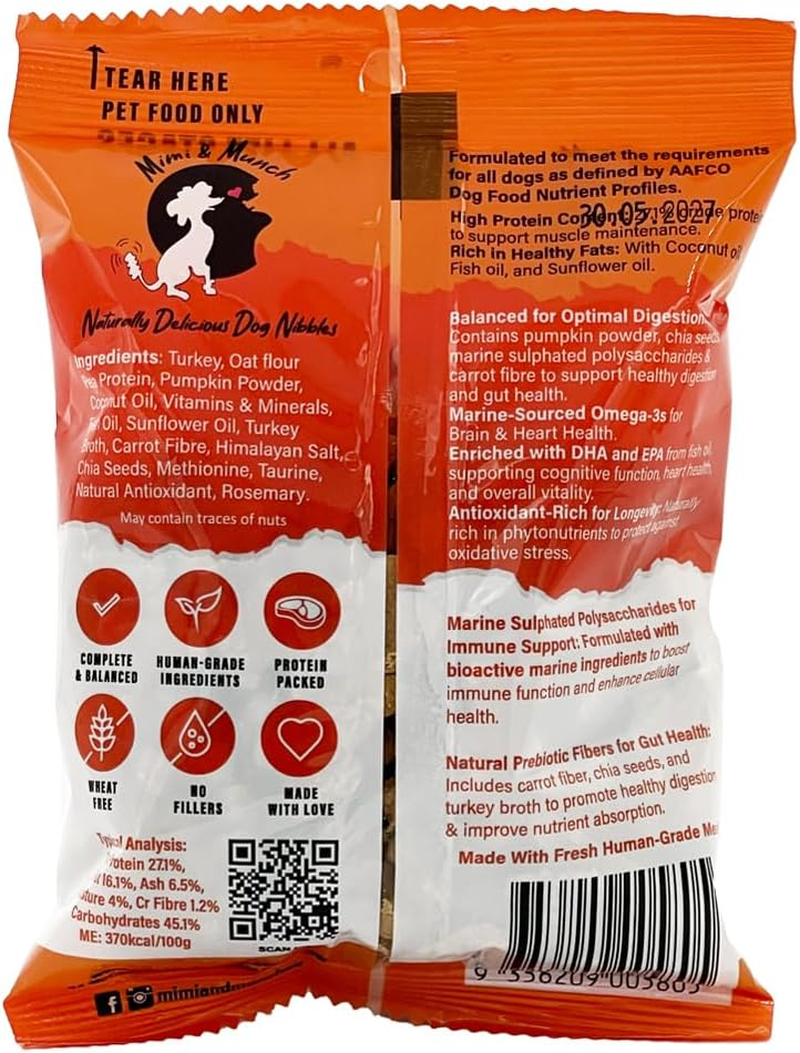 TEAR HERE
PET FOOD ONLY
Mimi & Munch
Naturally Delicious Dog Nibbles
Ingredients: Turkey, Oat flour
Protein, Pumpkin Powder,
Coconut Oil, Vitamins & Minerals,
Oil, Sunflower Oil, Turkey
Carrot Fibre, Himalayan Salt,
Chia Seeds, Methionine, Taurine,
Natural Antioxidant, Rosemary.
May contain traces of nuts
COMPLETE
& BALANCED
HUMAN-GRADE
INGREDIENTS
PROTEIN
PACKED
WHEAT
FREE
NO
FILLERS
MADE
WITH LOVE
Typical Analysis:
27.1%,
16.1%, Ash 6.5%,
4%, Cr Fibre 1.2%
Carbohydrates 45.1%
ME: 370kcal/100g
SCAN
Formulated to meet the requirements
for all dogs as defined by AAFCO
Dog Food Nutrient Profiles.
30.05.2027
High Protein
to support muscle maintenance.
Rich in Healthy Fats: With Coconut oil
Fish oil, and Sunflower oil.
Balanced for Optimal Digestion:
Contains pumpkin powder, chia seeds,
marine sulphated polysaccharides &
carrot fibre to support healthy digestion
and gut health.
Marine-Sourced Omega-3s for
Brain & Heart Health.
Enriched with DHA and EPA from fish oil,
supporting cognitive function, heart health,
and overall vitality.
Antioxidant-Rich for Longevity: Naturally
rich in phytonutrients to protect against
oxidative stress.
Marine Sulphated Polysaccharides for
Immune Support: Formulated with
bioactive marine ingredients to boost
immune function and enhance cellular
health.
Natural Prebiotic Fibers for Gut Health:
Includes carrot fiber, chia seeds, and
turkey broth to promote healthy digestion
& improve nutrient absorption.
Made With Fresh Human-Grade